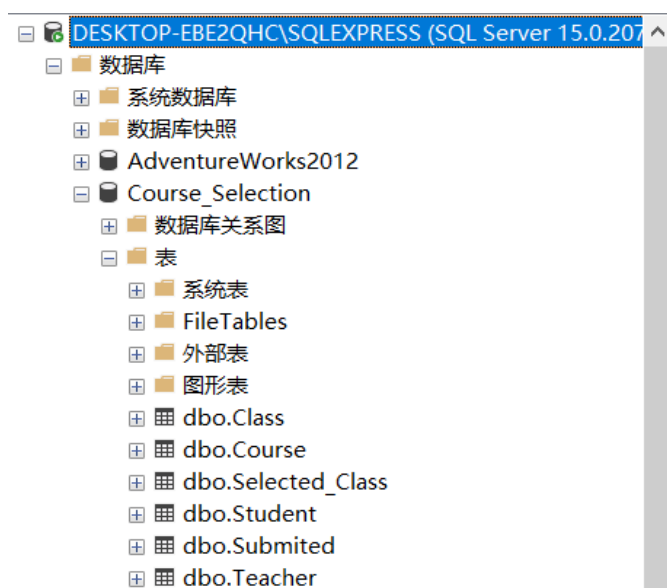 DESKTOP-EBE2QHC\SQLEXPRESS (SQL Server 15.0.207
数据库
系统数据库
数据库快照
AdventureWorks2012
Course_Selection
数据库关系图
表
系统表
FileTables
外部表
图形表
dbo.Class
dbo.Course
dbo.Selected_Class
dbo.Student
dbo.Submited
dbo.Teacher